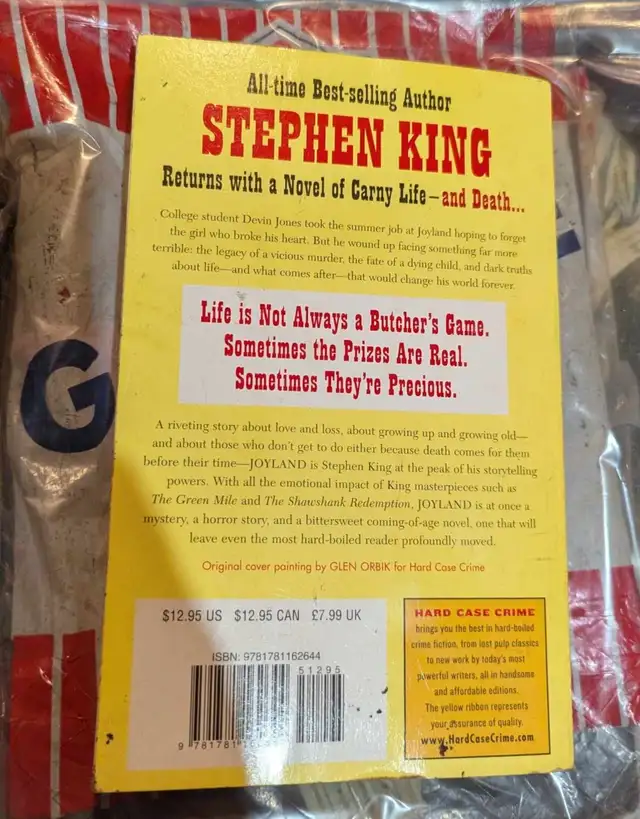 All-time Best-selling Author
STEPHEN KING
Returns with a Novel of Carny Life—and Death...
College student Devin Jones took the summer job at Joyland hoping to forget
the girl who broke his heart. But he wound up facing something far more
terrible: the legacy of a vicious murder, the fate of a dying child, and dark truths
about life—and what comes after—that would change his world forever.
Life is Not Always a Butcher's Game.
Sometimes the Prizes Are Real.
Sometimes They're Precious.
A riveting story about love and loss, about growing up and growing old—
and about those who don't get to do either because death comes for them
before their time—JOYLAND is Stephen King at the peak of his storytelling
powers. With all the emotional impact of King masterpieces such as
The Green Mile and The Shawshank Redemption, JOYLAND is at once a
mystery, a horror story, and a bittersweet coming-of-age novel, one that will
leave even the most hard-boiled reader profoundly moved.
Original cover painting by GLEN ORBIK for Hard Case Crime
$12.95 US $12.95 CAN £7.99 UK
ISBN: 9781781162644
51295
9 781781
HARD CASE CRIME
brings you the best in hard-boiled
crime fiction, from lost pulp classics
to new work by today's most
powerful writers, all in handsome
and affordable editions.
The yellow ribbon represents
your assurance of quality.
www.HardCaseCrime.com
G